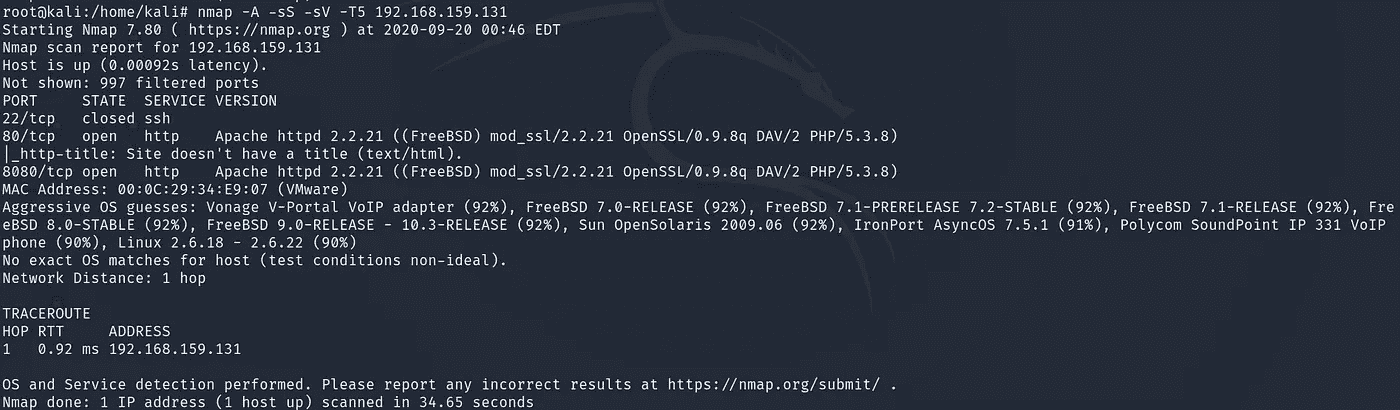 root@kali:/home/kali# nmap -A -sS -sV -T5 192.168.159.131
Starting Nmap 7.80 ( https://nmap.org ) at 2020-09-20 00:46 EDT
Nmap scan report for 192.168.159.131
Host is up (0.00092s latency).
Not shown: 997 filtered ports
PORT     STATE  SERVICE VERSION
22/tcp   closed ssh
80/tcp   open   http    Apache httpd 2.2.21 ((FreeBSD) mod_ssl/2.2.21 OpenSSL/0.9.8q DAV/2 PHP/5.3.8)
|_http-title: Site doesn't have a title (text/html).
8080/tcp open   http    Apache httpd 2.2.21 ((FreeBSD) mod_ssl/2.2.21 OpenSSL/0.9.8q DAV/2 PHP/5.3.8)
MAC Address: 00:0C:29:34:E9:07 (VMware)
Aggressive OS guesses: Vonage V-Portal VoIP adapter (92%), FreeBSD 7.0-RELEASE (92%), FreeBSD 7.1-PRERELEASE 7.2-STABLE (92%), FreeBSD 7.1-RELEASE (92%), Fre
eBSD 8.0-STABLE (92%), FreeBSD 9.0-RELEASE - 10.3-RELEASE (92%), Sun OpenSolaris 2009.06 (92%), IronPort AsyncOS 7.5.1 (91%), Polycom SoundPoint IP 331 VoIP
phone (90%), Linux 2.6.18 - 2.6.22 (90%)
No exact OS matches for host (test conditions non-ideal).
Network Distance: 1 hop
TRACEROUTE
HOP RTT     ADDRESS
1   0.92 ms 192.168.159.131
OS and Service detection performed. Please report any incorrect results at https://nmap.org/submit/ .
Nmap done: 1 IP address (1 host up) scanned in 34.65 seconds